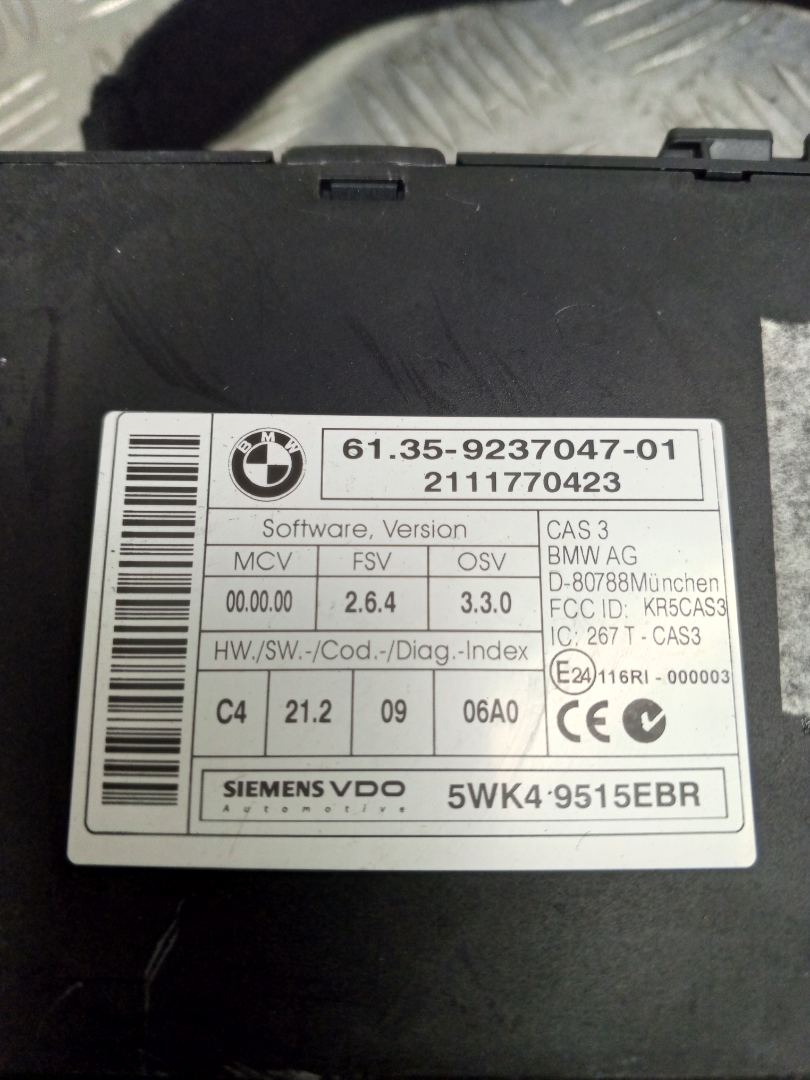 BMW
61.35-9237047-01
2111770423
Software, Version
MCV FSV OSV
00.00.00 2.6.4 3.3.0
HW./SW.-/Cod.-/Diag.-Index
C4 21.2 09 06A0
CAS 3
BMW AG
D-80788München
FCC ID: KR5CAS3
IC: 267 T - CAS3
E24 116RI - 000003
CE
SIEMENS VDO
Automotive
5WK4 9515EBR